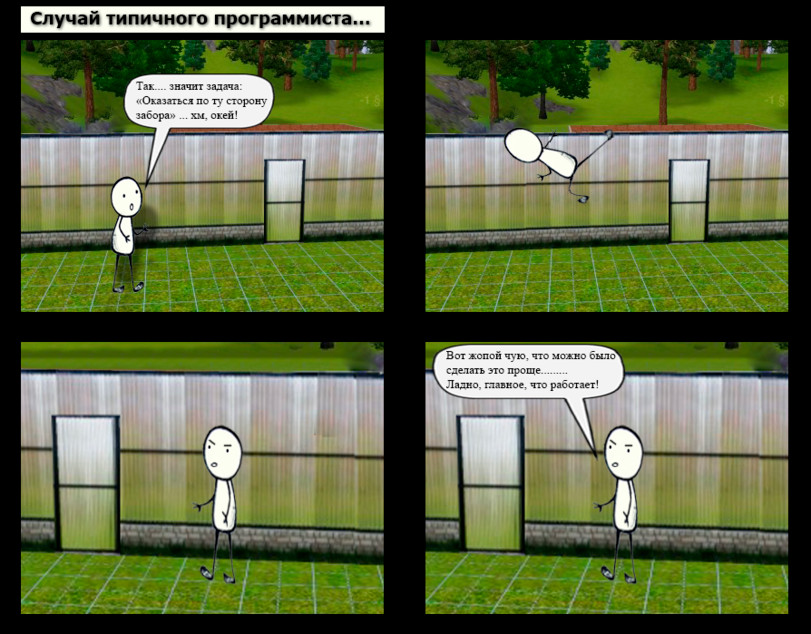 Случай типичного программиста...
Так.... значит задача:
«Оказаться по ту сторону
забора» ... хм, окей!
Вот жопой чую, что можно было
сделать это проще.........
Ладно, главное, что работает!